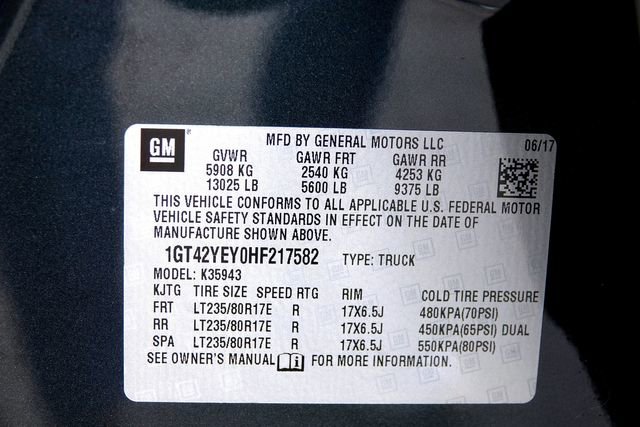 GM
MFD BY GENERAL MOTORS LLC 06/17
GVWR GAWR FRT GAWR RR
5908 KG 2540 KG 4253 KG
13025 LB 5600 LB 9375 LB
THIS VEHICLE CONFORMS TO ALL APPLICABLE U.S. FEDERAL MOTOR
VEHICLE SAFETY STANDARDS IN EFFECT ON THE DATE OF
MANUFACTURE SHOWN ABOVE.
1GT42YEY0HF217582 TYPE: TRUCK
MODEL: K35943
KJTG TIRE SIZE SPEED RTG RIM COLD TIRE PRESSURE
FRT LT235/80R17E R 17X6.5J 480KPA(70PSI)
RR LT235/80R17E R 17X6.5J 450KPA(65PSI) DUAL
SPA LT235/80R17E R 17X6.5J 550KPA(80PSI)
SEE OWNER'S MANUAL FOR MORE INFORMATION.